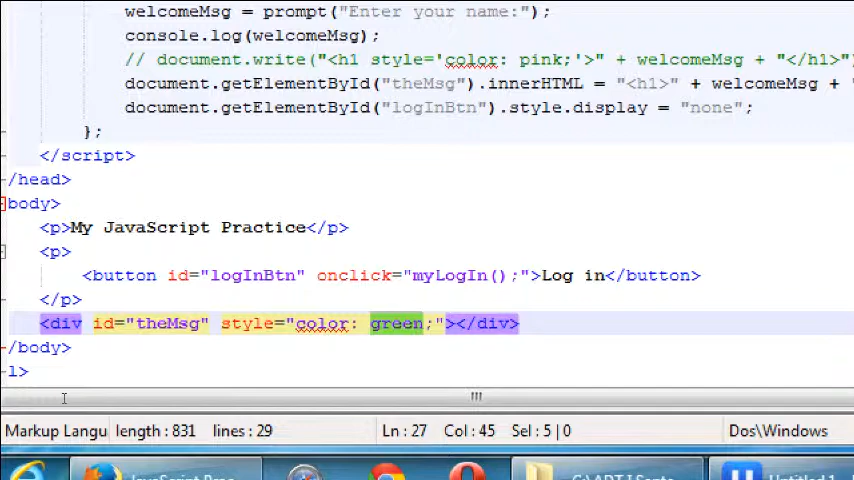 welcomeMsg = prompt("Enter your name:");
console.log(welcomeMsg);
// document.write("<h1 style='color: pink;'>" + welcomeMsg + "</h1>"
document.getElementById("theMsg").innerHTML = "<h1>" + welcomeMsg + "
document.getElementById("logInBtn").style.display = "none";
};
</script>
/head>
body>
<p>My JavaScript Practice</p>
<p>
<button id="logInBtn" onclick="myLogIn();">Log in</button>
</p>
<div id="theMsg" style="color: green;"></div>
/body>
l>
Markup Langu length : 831 lines : 29 Ln : 27 Col : 45 Sel : 5 | 0 Dos\Windows